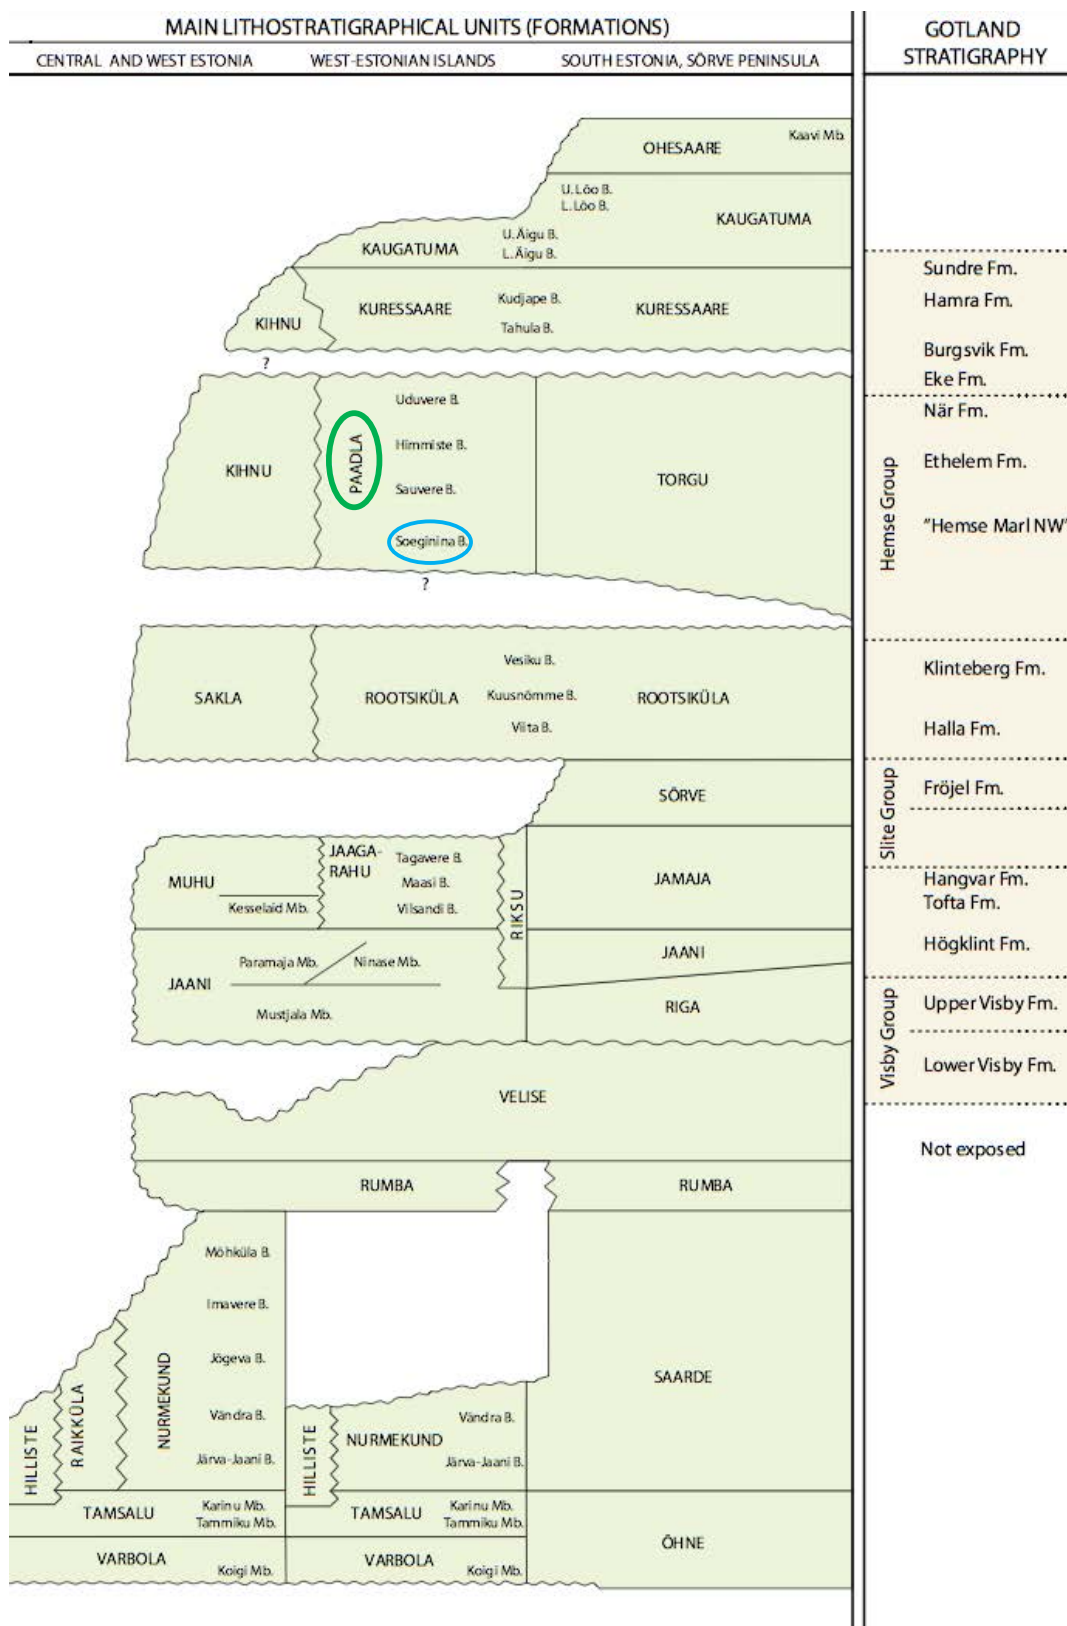 MAIN LITHOSTRATIGRAPHICAL UNITS (FORMATIONS)
GOTLAND
STRATIGRAPHY
CENTRAL AND WEST ESTONIA
WEST-ESTONIAN ISLANDS
SOUTH ESTONIA, SÕRVE PENINSULA
OHESAARE
Kaavi Mb.
U. Lõo B.
L. Lõo B.
KAUGATUMA
KAUGATUMA
U. Äigu B.
L. Äigu B.
KIHNU
KURESSAARE
Kudjape B.
Tahula B.
KURESSAARE
?
KIHNU
PAADLA
Uduvere B.
Himmiste B.
Sauvere B.
Soeginina B.
TORGU
?
SAKLA
ROOTSIKÜLA
Vesiku B.
Kuusnõmme B.
Viita B.
ROOTSIKÜLA
SÕRVE
MUHU
Kesselaid Mb.
JAAGA-
RAHU
Tagavere B.
Maasi B.
Vilsandi B.
RIKSU
JAMAJA
JAANI
Paramaja Mb.
Ninase Mb.
Mustjala Mb.
JAANI
RIGA
VELISE
RUMBA
RUMBA
HILLISTE
RAIKKÜLA
NURMEKUND
Mõhküla B.
Imavere B.
Jõgeva B.
Vändra B.
Järva-Jaani B.
HILLISTE
NURMEKUND
Vändra B.
Järva-Jaani B.
SAARDE
TAMSALU
Karinu Mb.
Tammiku Mb.
TAMSALU
Karinu Mb.
Tammiku Mb.
VARBOLA
Koigi Mb.
VARBOLA
Koigi Mb.
ÕHNE
Sundre Fm.
Hamra Fm.
Burgsvik Fm.
Eke Fm.
Hemse Group
När Fm.
Ethelem Fm.
"Hemse Marl NW"
Klinteberg Fm.
Halla Fm.
Slite Group
Fröjel Fm.
Hangvar Fm.
Tofta Fm.
Högklint Fm.
Visby Group
Upper Visby Fm.
Lower Visby Fm.
Not exposed